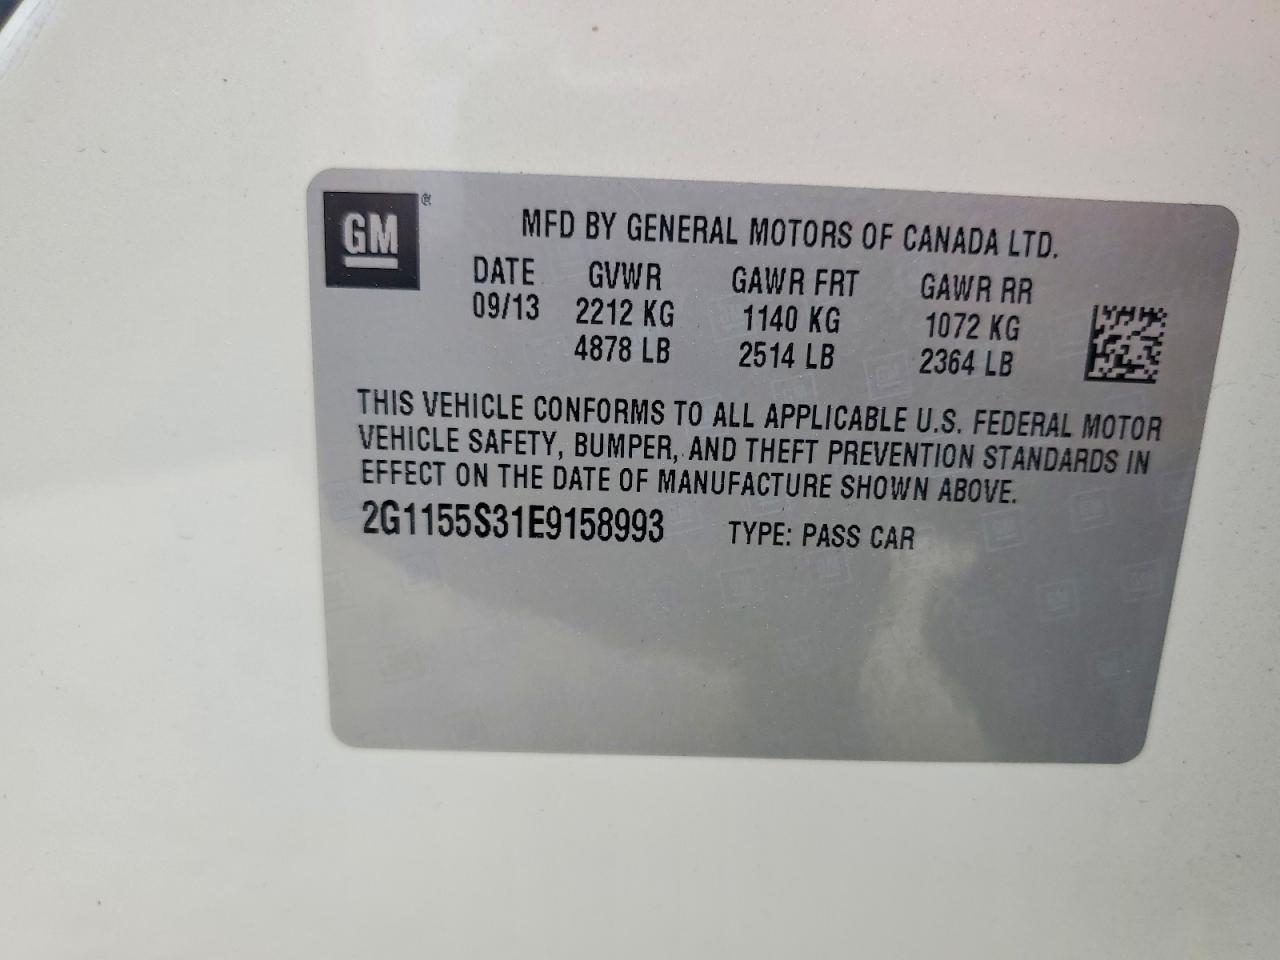 GM ®
MFD BY GENERAL MOTORS OF CANADA LTD.
DATE GVWR GAWR FRT GAWR RR
09/13 2212 KG 1140 KG 1072 KG
4878 LB 2514 LB 2364 LB
THIS VEHICLE CONFORMS TO ALL APPLICABLE U.S. FEDERAL MOTOR
VEHICLE SAFETY, BUMPER, AND THEFT PREVENTION STANDARDS IN
EFFECT ON THE DATE OF MANUFACTURE SHOWN ABOVE.
2G1155S31E9158993 TYPE: PASS CAR